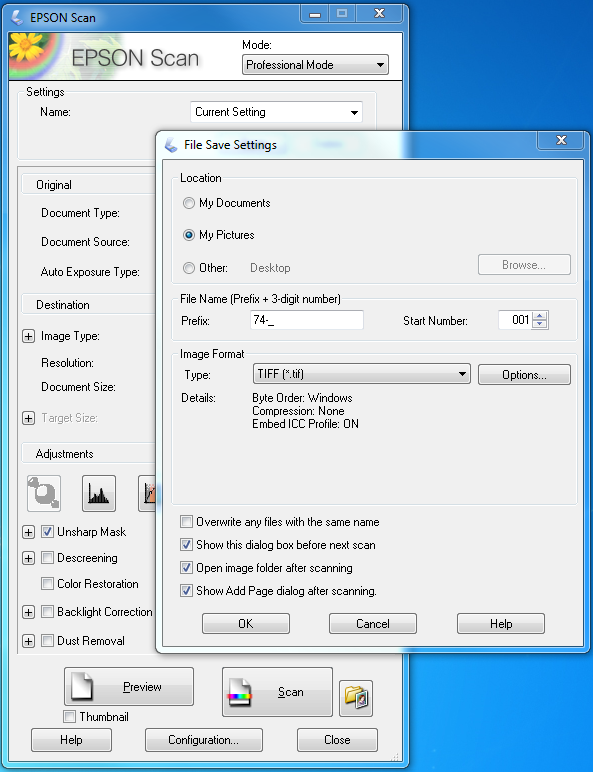 EPSON Scan
EPSON Scan
Mode:
Professional Mode
Settings
Name:
Current Setting
Original
Document Type:
Document Source:
Auto Exposure Type:
Destination
Image Type:
Resolution:
Document Size:
Target Size:
Adjustments
Unsharp Mask
Descreening
Color Restoration
Backlight Correction
Dust Removal
Preview
Scan
Thumbnail
Help
Configuration...
Close
File Save Settings
Location
My Documents
My Pictures
Other: Desktop
Browse...
File Name (Prefix + 3-digit number)
Prefix: 74-_ Start Number: 001
Image Format
Type: TIFF (*.tif) Options...
Details: Byte Order: Windows
Compression: None
Embed ICC Profile: ON
Overwrite any files with the same name
Show this dialog box before next scan
Open image folder after scanning
Show Add Page dialog after scanning.
OK Cancel Help